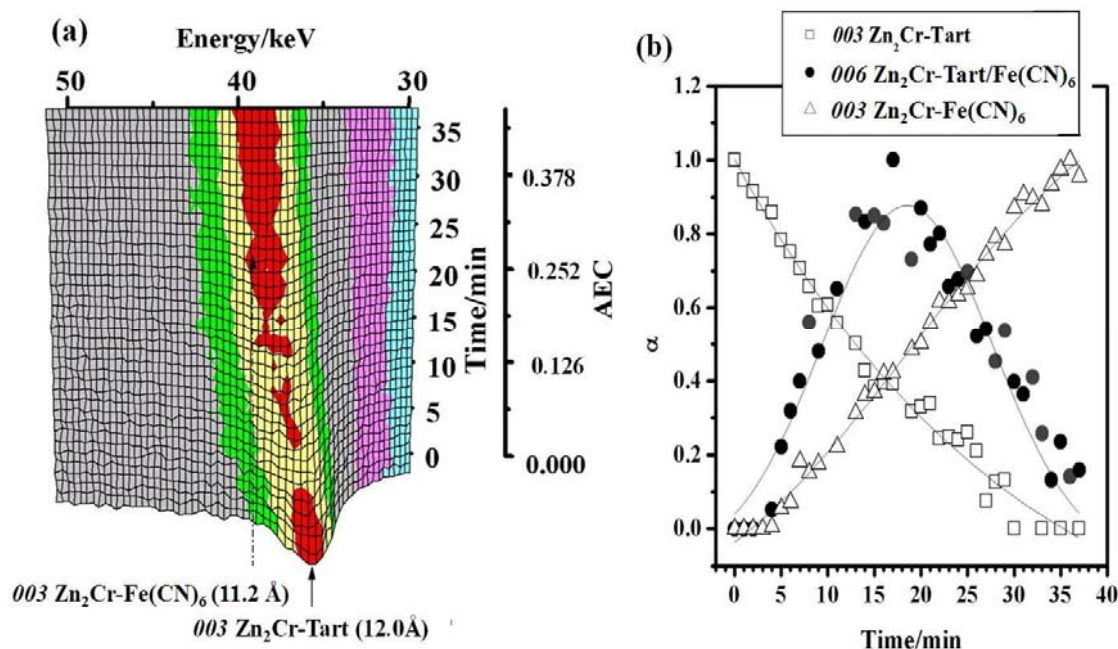 (a)
Energy/keV
50 40 30
35
30
25
20
15
10
5
0
Time/min
0.378
0.252
0.126
0.000
AEC
003 Zn₂Cr-Fe(CN)₆ (11.2 Å)
003 Zn₂Cr-Tart (12.0Å)
(b)
003 Zn₂Cr-Tart
006 Zn₂Cr-Tart/Fe(CN)₆
003 Zn₂Cr-Fe(CN)₆
1.2
1.0
0.8
0.6
0.4
0.2
0.0
α
0 5 10 15 20 25 30 35 40
Time/min